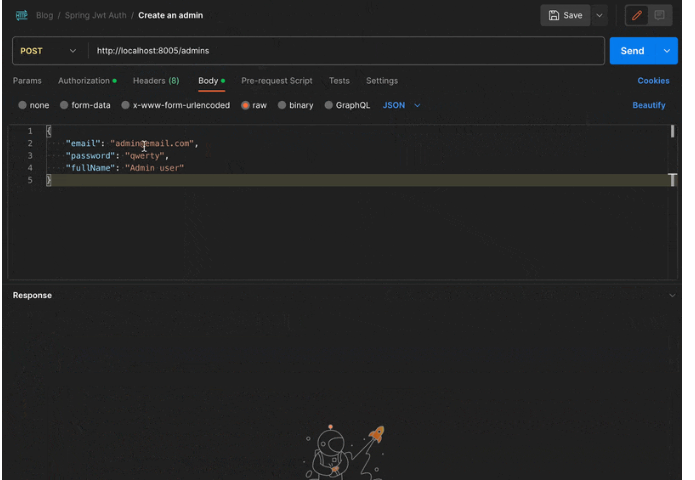 Blog / Spring Jwt Auth / Create an admin
Save
POST http://localhost:8005/admins
Send
Params Authorization Headers (8) Body Pre-request Script Tests Settings Cookies
none form-data x-www-form-urlencoded raw binary GraphQL JSON Beautify
1 {
2 "email": "admin@email.com",
3 "password": "qwerty",
4 "fullName": "Admin user"
5 }
Response